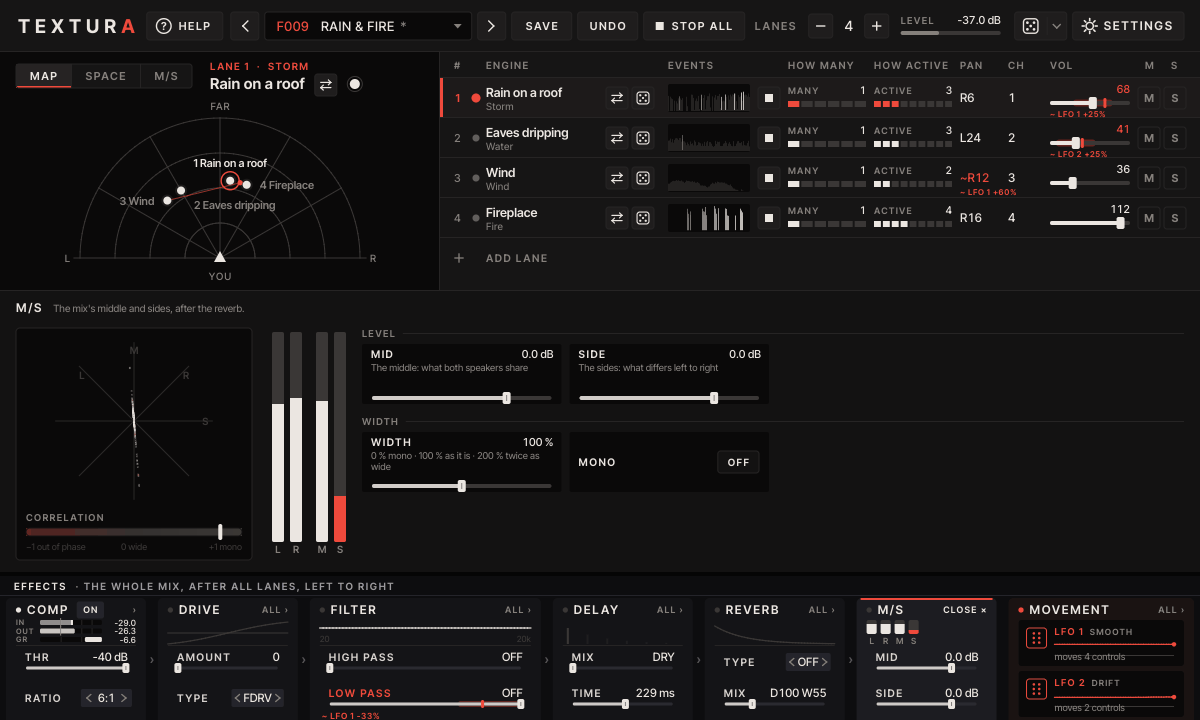 TEXTURA
HELP
F009 RAIN & FIRE *
SAVE
UNDO
STOP ALL
LANES
4
LEVEL -37.0 dB
SETTINGS
MAP
SPACE
M/S
LANE 1 · STORM
Rain on a roof
FAR
1 Rain on a roof
4 Fireplace
3 Wind
2 Eaves dripping
L
R
YOU
# ENGINE EVENTS HOW MANY HOW ACTIVE PAN CH VOL M S
1 Rain on a roof MANY 1 ACTIVE 3 R6 1 68 M S
Storm
~ LFO 1 +25%
2 Eaves dripping MANY 1 ACTIVE 3 L24 2 41 M S
Water
~ LFO 2 +25%
3 Wind MANY 1 ACTIVE 2 ~R12 3 36 M S
Wind
~ LFO 1 +60%
4 Fireplace MANY 1 ACTIVE 4 R16 4 112 M S
Fire
+ ADD LANE
M/S The mix's middle and sides, after the reverb.
M
L
R
S
CORRELATION
−1 out of phase 0 wide +1 mono
L R M S
LEVEL
MID 0.0 dB
The middle: what both speakers share
SIDE 0.0 dB
The sides: what differs left to right
WIDTH
WIDTH 100 %
0 % mono · 100 % as it is · 200 % twice as
wide
MONO OFF
EFFECTS · THE WHOLE MIX, AFTER ALL LANES, LEFT TO RIGHT
COMP ON ›
IN -29.0
OUT -26.3
GR -6.6
THR -40 dB
RATIO 6:1
DRIVE ALL ›
AMOUNT 0
TYPE FDRV
FILTER ALL ›
20 20k
HIGH PASS OFF
LOW PASS OFF
~ LFO 1 -33%
DELAY ALL ›
MIX DRY
TIME 229 ms
REVERB ALL ›
TYPE OFF
MIX D100 W55
M/S CLOSE ×
L R M S
MID 0.0 dB
SIDE 0.0 dB
MOVEMENT ALL ›
LFO 1 SMOOTH
moves 4 controls
LFO 2 DRIFT
moves 2 controls